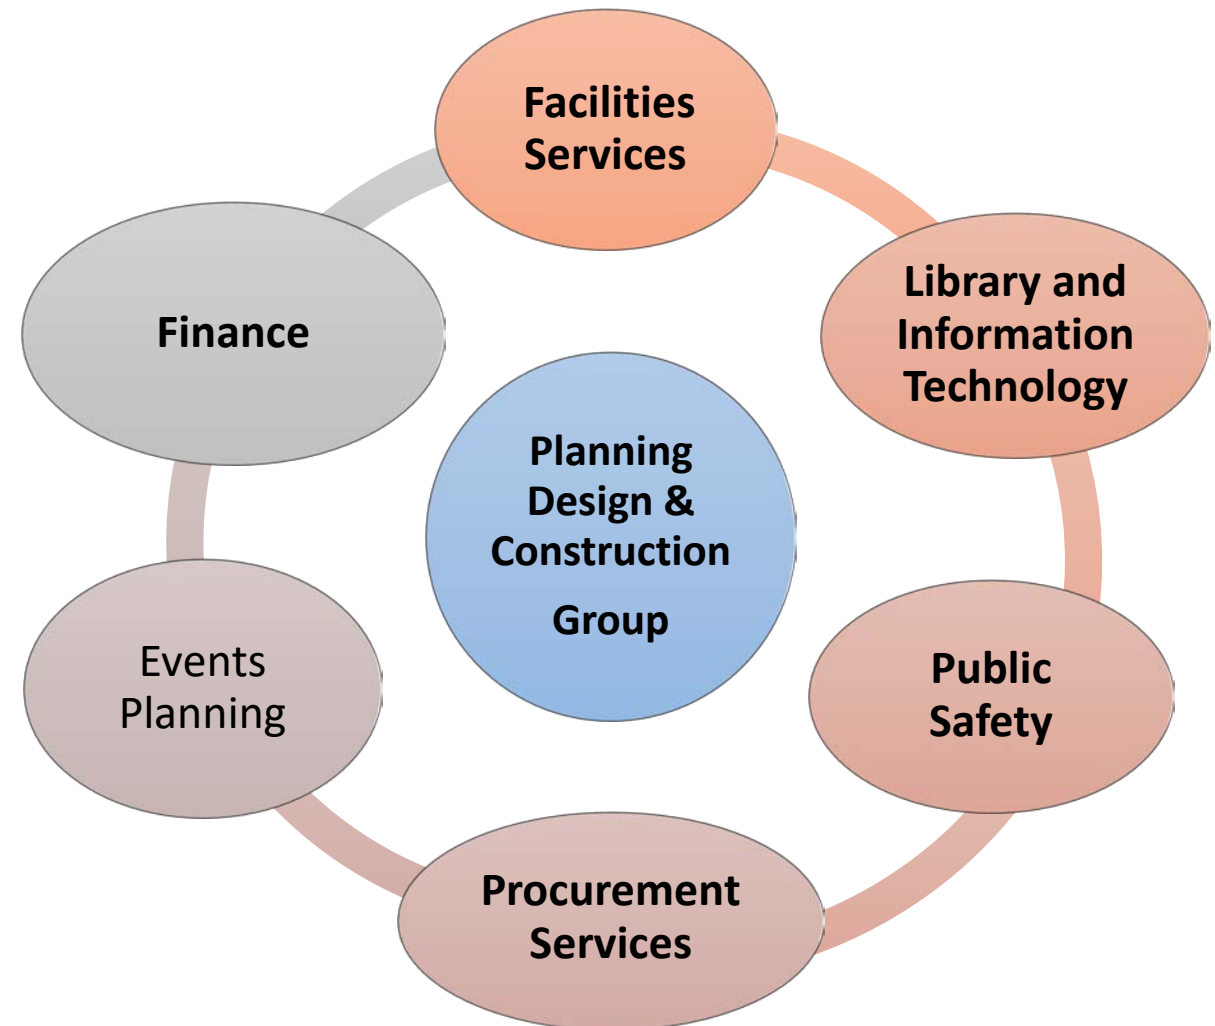 Facilities
Services
Library and
Information
Technology
Finance
Planning
Design &
Construction
Group
Public
Safety
Events
Planning
Procurement
Services